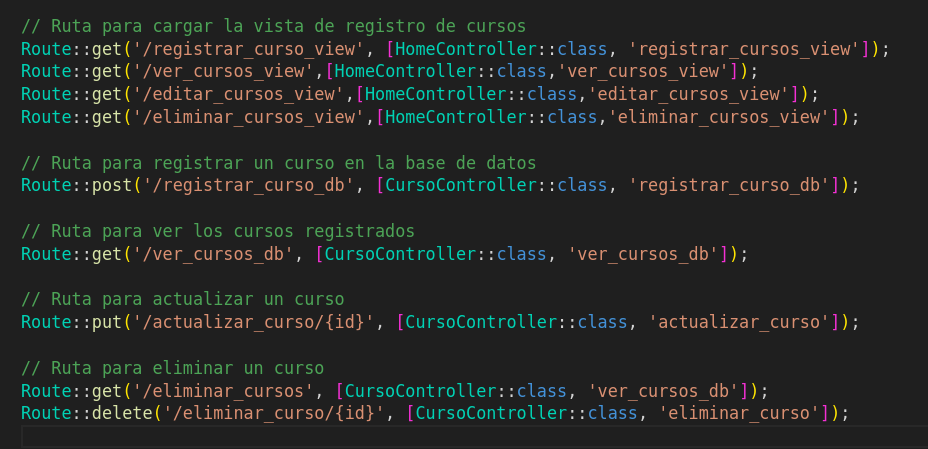 // Ruta para cargar la vista de registro de cursos
Route::get('/registrar_curso_view', [HomeController::class, 'registrar_cursos_view']);
Route::get('/ver_cursos_view',[HomeController::class,'ver_cursos_view']);
Route::get('/editar_cursos_view',[HomeController::class,'editar_cursos_view']);
Route::get('/eliminar_cursos_view',[HomeController::class,'eliminar_cursos_view']);
// Ruta para registrar un curso en la base de datos
Route::post('/registrar_curso_db', [CursoController::class, 'registrar_curso_db']);
// Ruta para ver los cursos registrados
Route::get('/ver_cursos_db', [CursoController::class, 'ver_cursos_db']);
// Ruta para actualizar un curso
Route::put('/actualizar_curso/{id}', [CursoController::class, 'actualizar_curso']);
// Ruta para eliminar un curso
Route::get('/eliminar_cursos', [CursoController::class, 'ver_cursos_db']);
Route::delete('/eliminar_curso/{id}', [CursoController::class, 'eliminar_curso']);